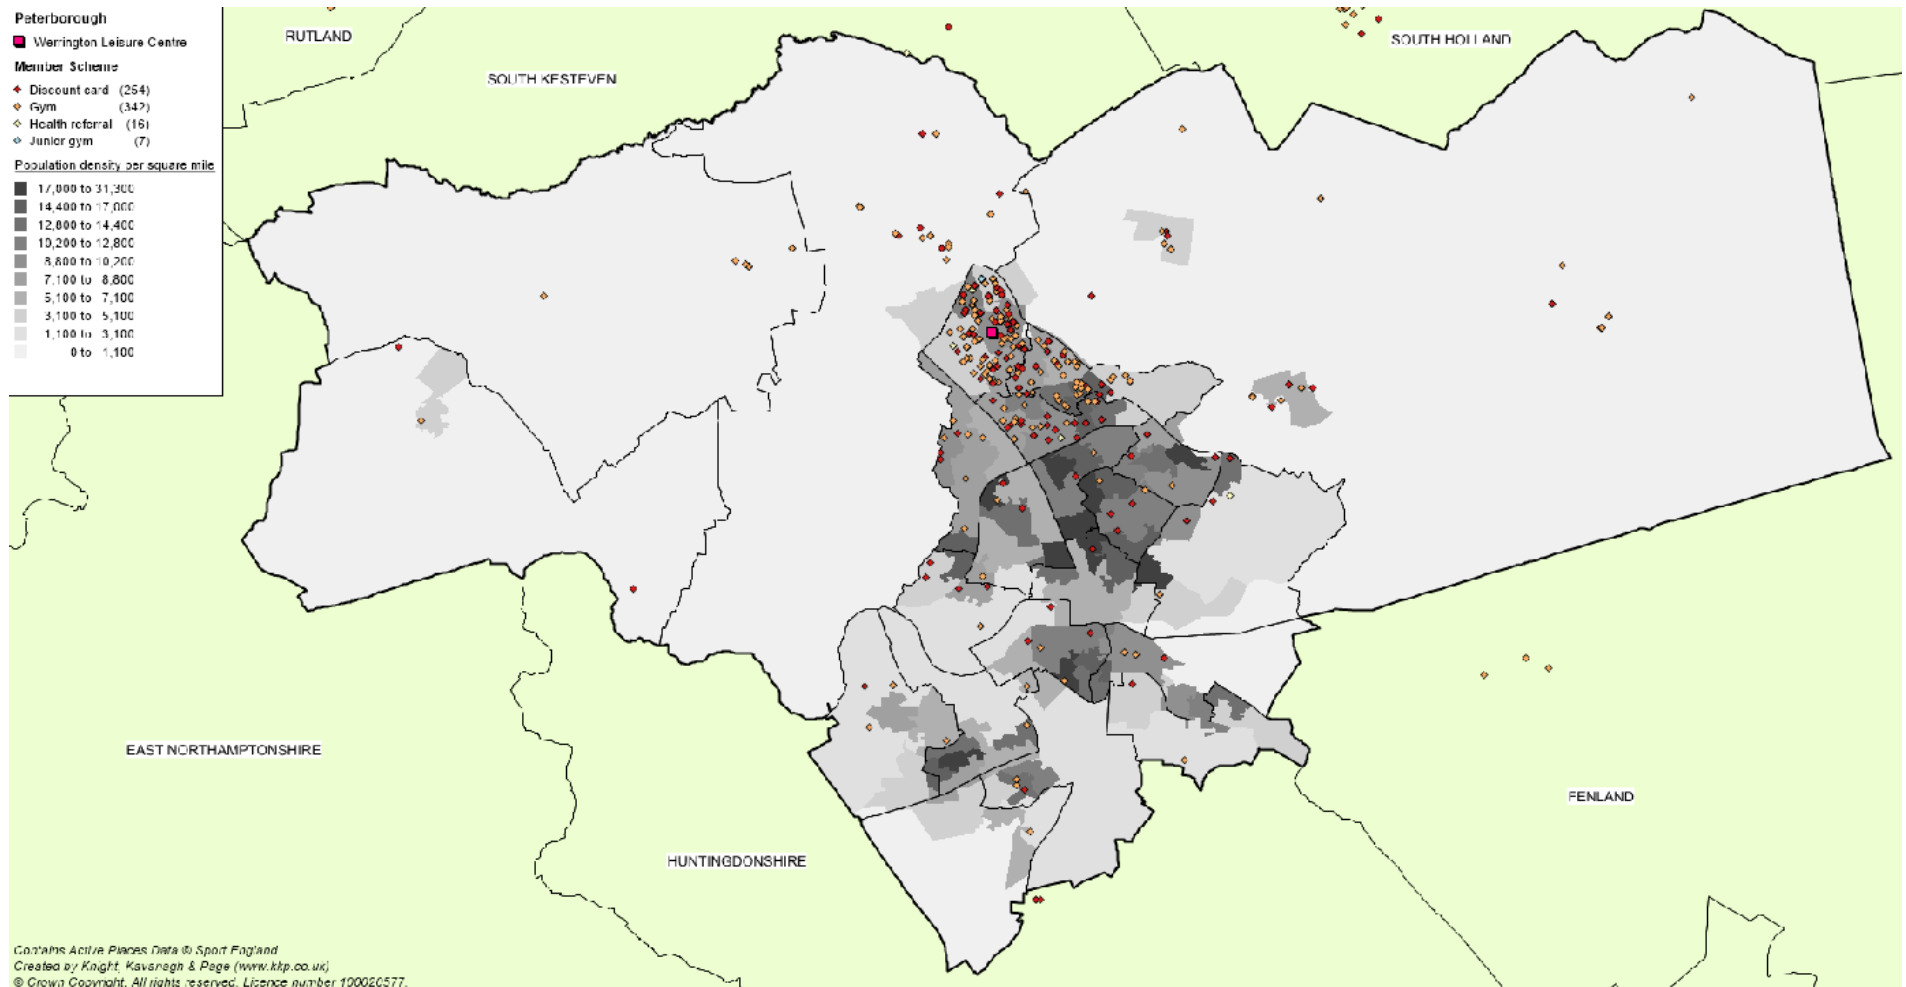 Peterborough
Werrington Leisure Centre
Member Scheme
Discount card (254)
Gym (342)
Health referral (16)
Junior gym (7)
Population density per square mile
17,000 to 31,300
14,400 to 17,000
12,800 to 14,400
10,200 to 12,800
8,800 to 10,200
7,100 to 8,800
5,100 to 7,100
3,100 to 5,100
1,100 to 3,100
0 to 1,100
RUTLAND
SOUTH KESTEVEN
SOUTH HOLLAND
EAST NORTHAMPTONSHIRE
HUNTINGDONSHIRE
FENLAND
Contains Active Places Data © Sport England
Created by Knight, Kavanagh & Page (www.kkp.co.uk)
© Crown Copyright. All rights reserved. Licence number 100020577.